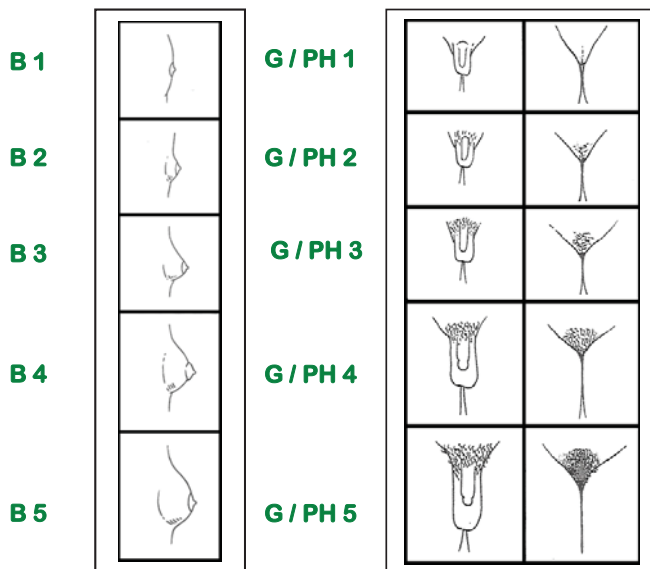 B 1
G / PH 1
B 2
G / PH 2
B 3
G / PH 3
B 4
G / PH 4
B 5
G / PH 5